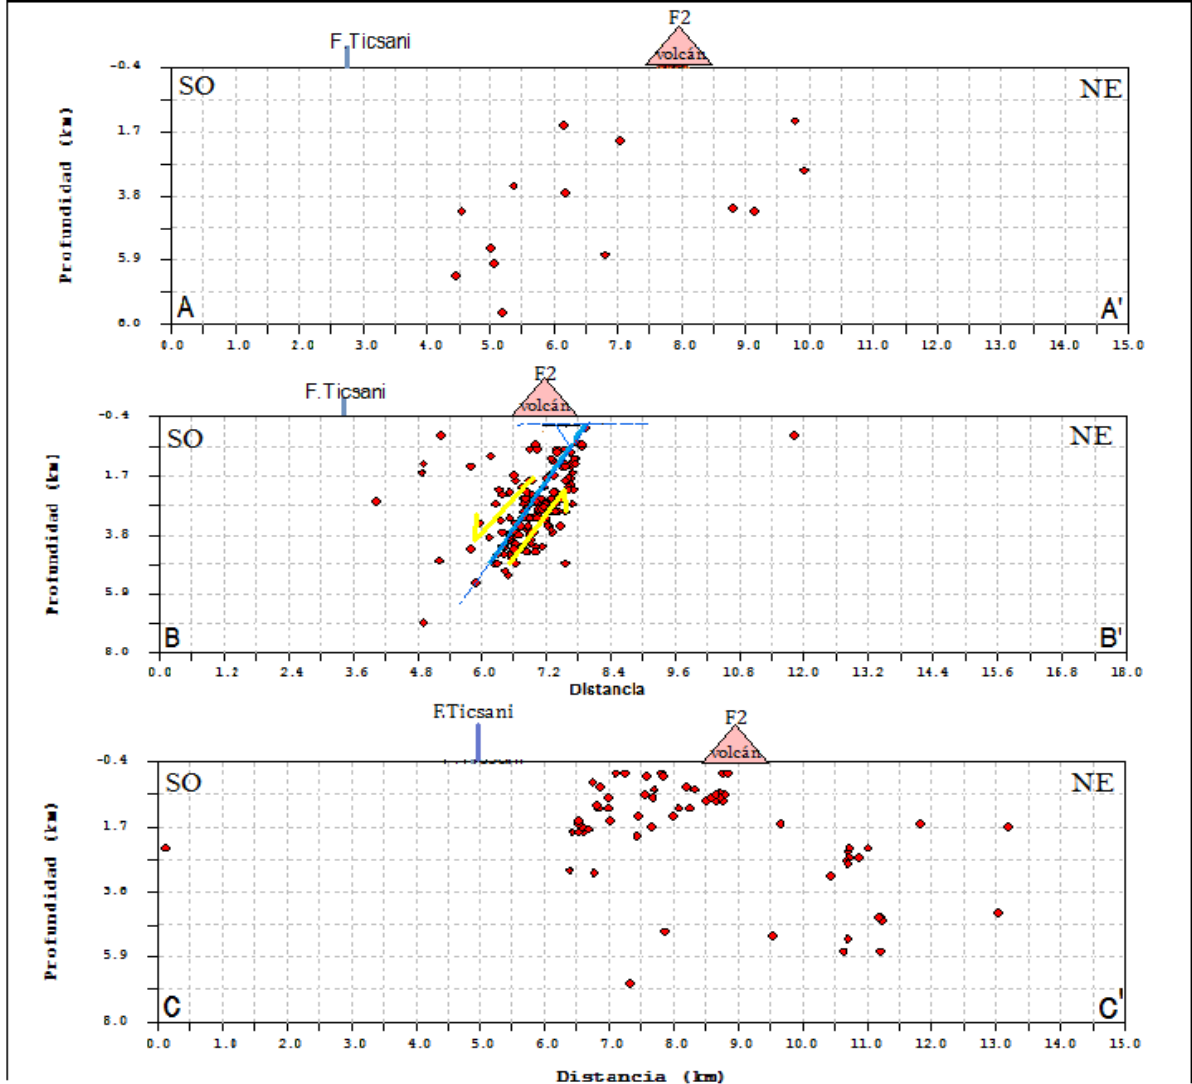 F2
F.Ticsani
volcán
-0.4
SO
NE
1.7
3.8
5.9
6.0
Profundidad (km)
A
A'
0.0 1.0 2.0 3.0 4.0 5.0 6.0 7.0 8.0 9.0 10.0 11.0 12.0 13.0 14.0 15.0
F2
F.Ticsani
volcán
-0.4
SO
NE
1.7
3.8
5.9
8.0
Profundidad (km)
B
B'
0.0 1.2 2.4 3.6 4.8 6.0 7.2 8.4 9.6 10.8 12.0 13.2 14.4 15.6 16.8 18.0
Distancia
F.Ticsani
F2
volcán
-0.4
SO
NE
1.7
3.0
5.9
8.0
Profundidad (km)
C
C'
0.0 1.0 2.0 3.0 4.0 5.0 6.0 7.0 8.0 9.0 10.0 11.0 12.0 13.0 14.0 15.0
Distancia (km)